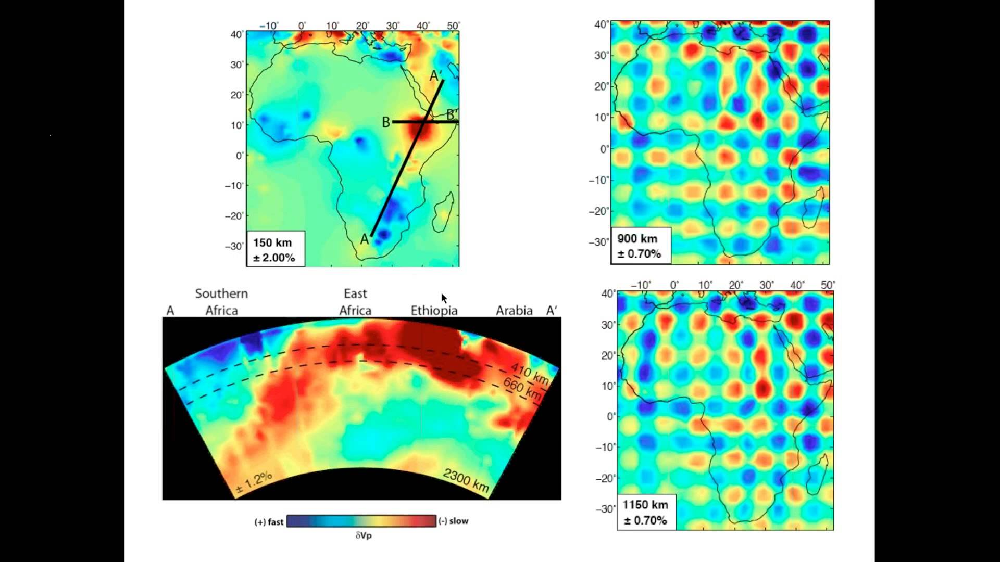 −10° 0° 10° 20° 30° 40° 50°
40°
30°
20°
10°
0°
−10°
−20°
−30°
A'
B B'
A
150 km
± 2.00%
40°
30°
20°
10°
0°
−10°
−20°
−30°
900 km
± 0.70%
Southern East
A Africa Africa Ethiopia Arabia A'
410 km
660 km
± 1.2%
2300 km
(+) fast (-) slow
δVp
−10° 0° 10° 20° 30° 40° 50°
40°
30°
20°
10°
0°
−10°
−20°
−30°
1150 km
± 0.70%